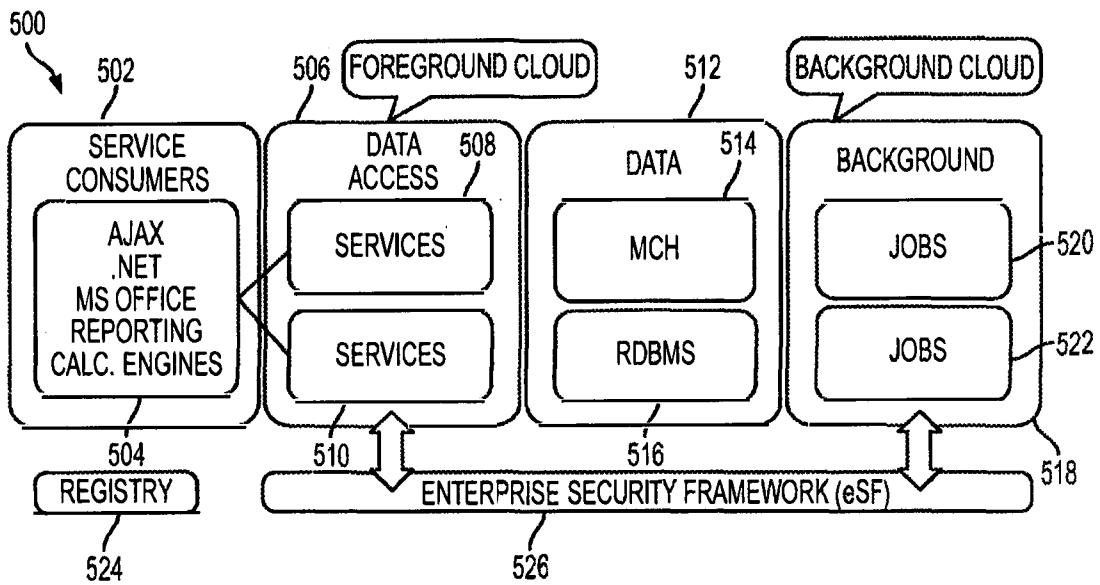 500
502
506
FOREGROUND CLOUD
512
BACKGROUND CLOUD
SERVICE
CONSUMERS
AJAX
.NET
MS OFFICE
REPORTING
CALC. ENGINES
504
DATA
ACCESS
508
SERVICES
SERVICES
510
DATA
514
MCH
RDBMS
516
BACKGROUND
JOBS
520
JOBS
522
518
REGISTRY
524
ENTERPRISE SECURITY FRAMEWORK (eSF)
526